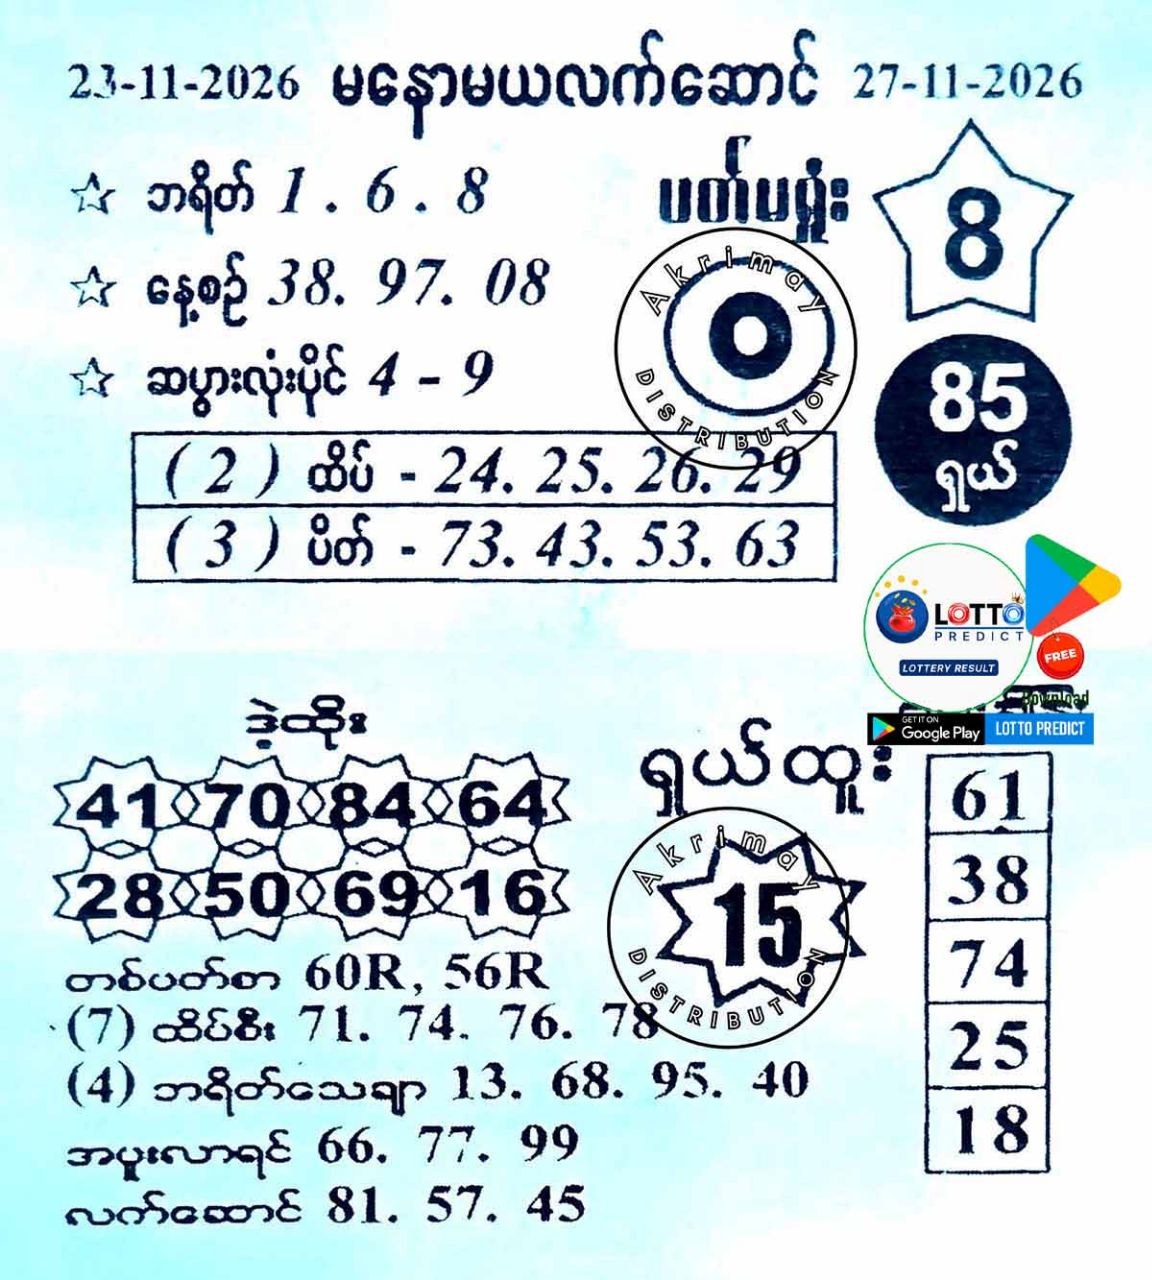 23-11-2026 မနောမယလက်ဆောင် 27-11-2026
ဘရိတ် 1 . 6 . 8
ပတ်မရှုံး 8
နေ့စဉ် 38. 97. 08
Akrimay
DISTRIBUTION
ဆပွားလုံးပိုင် 4 - 9
85
ရှယ်
( 2 ) ထိပ် - 24. 25. 26. 29
( 3 ) ပိတ် - 73. 43. 53. 63
LOTTO
PREDICT
LOTTERY RESULT
FREE
Download
GET IT ON
Google Play
LOTTO PREDICT
ဒဲ့ထိုး
41 70 84 64
28 50 69 16
ရှယ်ထူး
15
Akrimay
DISTRIBUTION
61
38
74
25
18
တစ်ပတ်စာ 60R, 56R
(7) ထိပ်စီး 71. 74. 76. 78
(4) ဘရိတ်သေချာ 13. 68. 95. 40
အပူးလာရင် 66. 77. 99
လက်ဆောင် 81. 57. 45